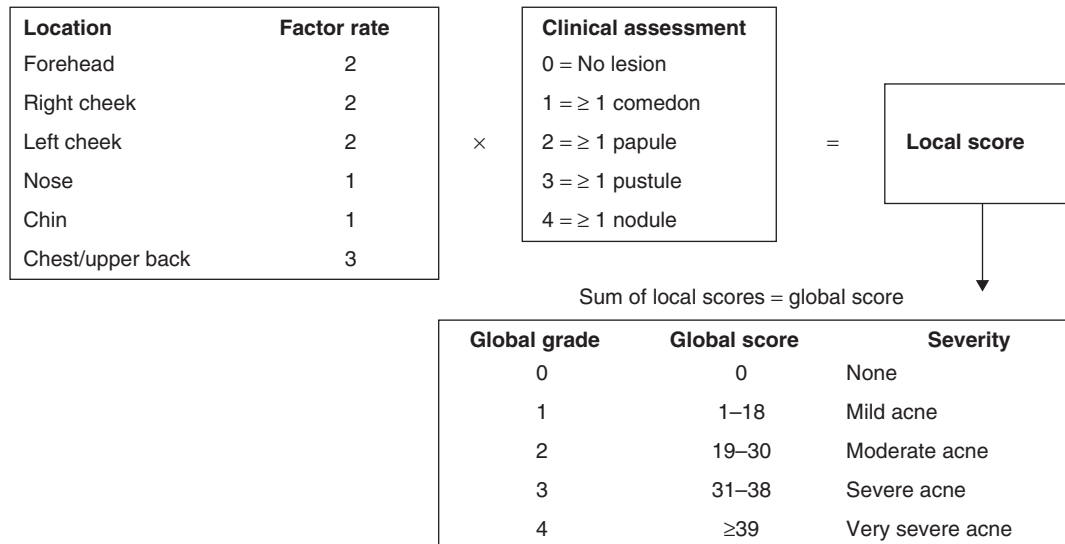 Location Factor rate
Forehead 2
Right cheek 2
Left cheek 2
Nose 1
Chin 1
Chest/upper back 3
×
Clinical assessment
0 = No lesion
1 = ≥ 1 comedon
2 = ≥ 1 papule
3 = ≥ 1 pustule
4 = ≥ 1 nodule
=
Local score
Sum of local scores = global score
Global grade Global score Severity
0 0 None
1 1–18 Mild acne
2 19–30 Moderate acne
3 31–38 Severe acne
4 ≥39 Very severe acne